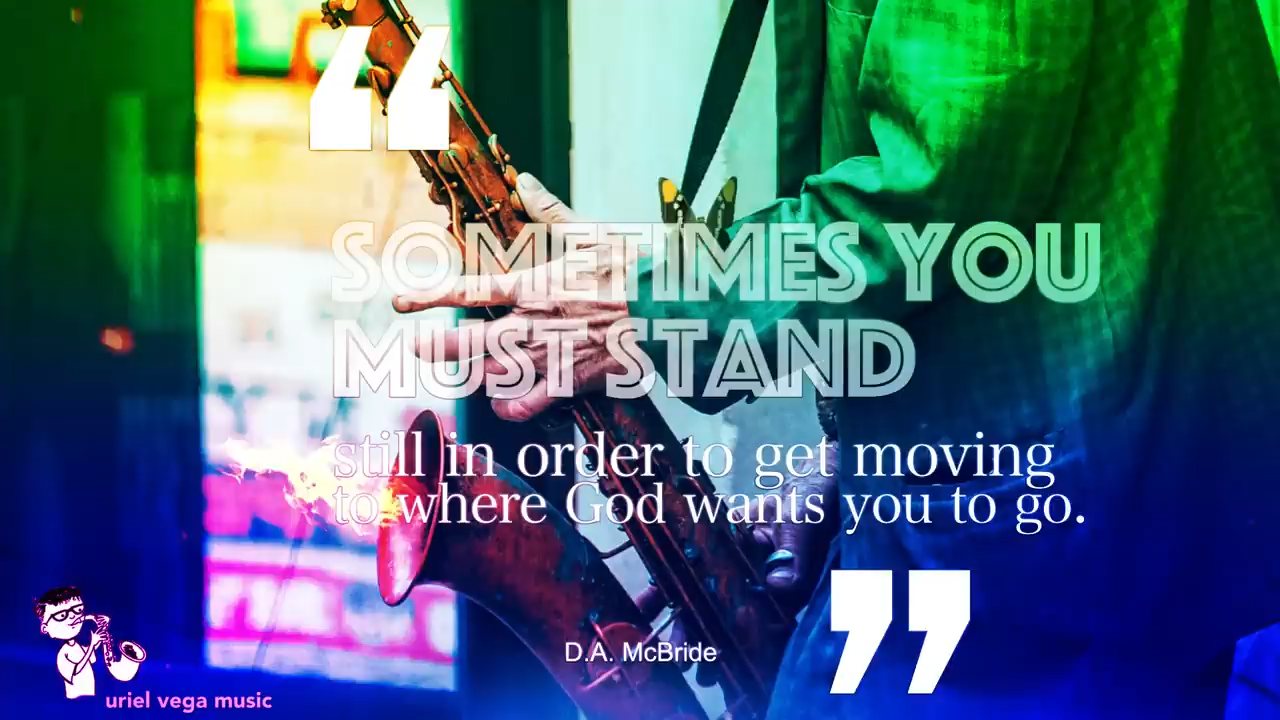 “
SOMETIMES YOU
MUST STAND
still in order to get moving
to where God wants you to go.
”
D.A. McBride
uriel vega music